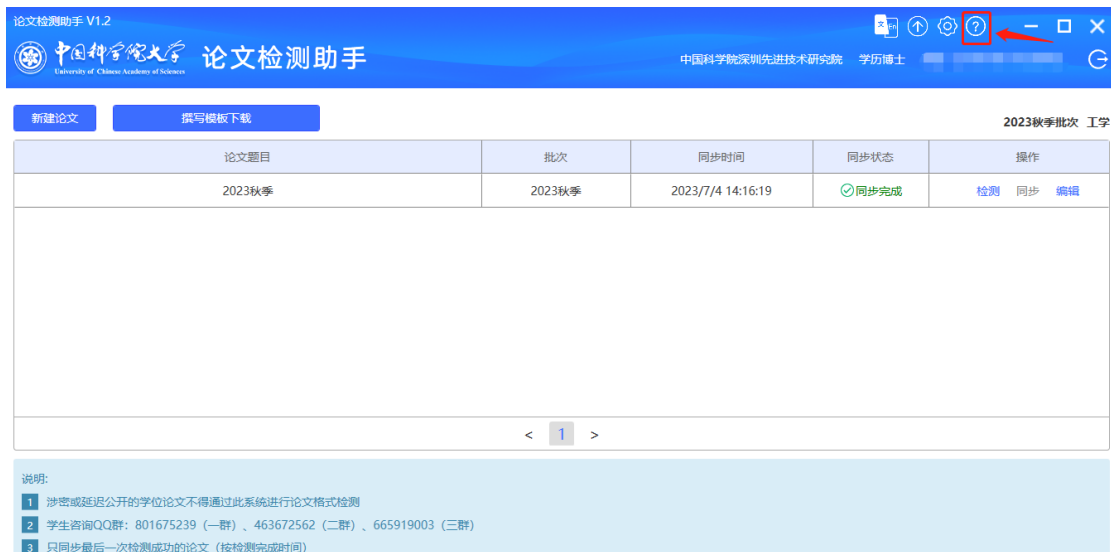 论文检测助手 V1.2
文 En ?
中国科学院大学 论文检测助手
University of Chinese Academy of Sciences
中国科学院深圳先进技术研究院 学历博士
新建论文 撰写模板下载
2023秋季批次 工学
论文题目 批次 同步时间 同步状态 操作
2023秋季 2023秋季 2023/7/4 14:16:19 同步完成 检测 同步 编辑
< 1 >
说明:
1 涉密或延迟公开的学位论文不得通过此系统进行论文格式检测
2 学生咨询QQ群：801675239（一群）、463672562（二群）、665919003（三群）
3 只同步最后一次检测成功的论文（按检测完成时间）